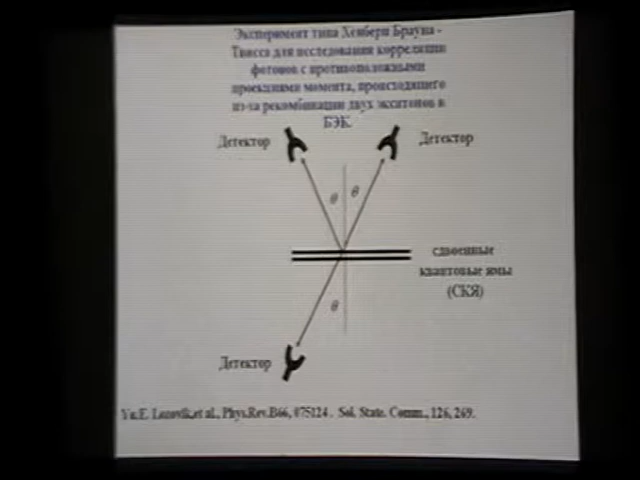 Эксперимент типа Хенбери Брауна -
Твисса для исследования корреляции
фотонов с противоположными
проекциями момента, происходящего
из-за рекомбинации двух экситонов в
БЭК.
Детектор
Детектор
θ
θ
сдвоенные
квантовые ямы
(СКЯ)
θ
Детектор
Yu.E. Lozovik,et al., Phys.Rev.B66, 075124 . Sol. State. Comm., 126, 269.